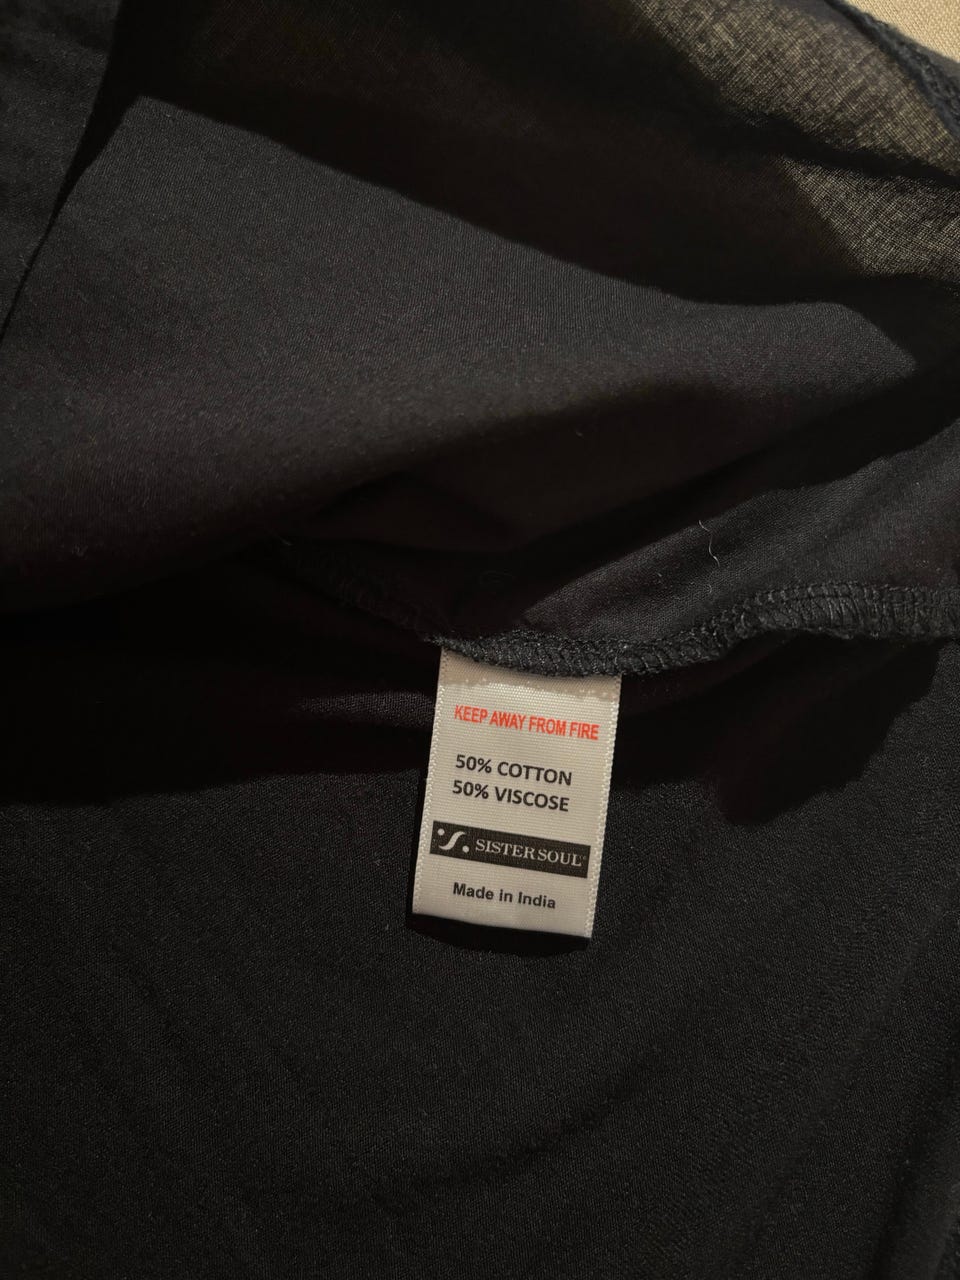 KEEP AWAY FROM FIRE
50% COTTON
50% VISCOSE
SISTERSOUL
Made in India